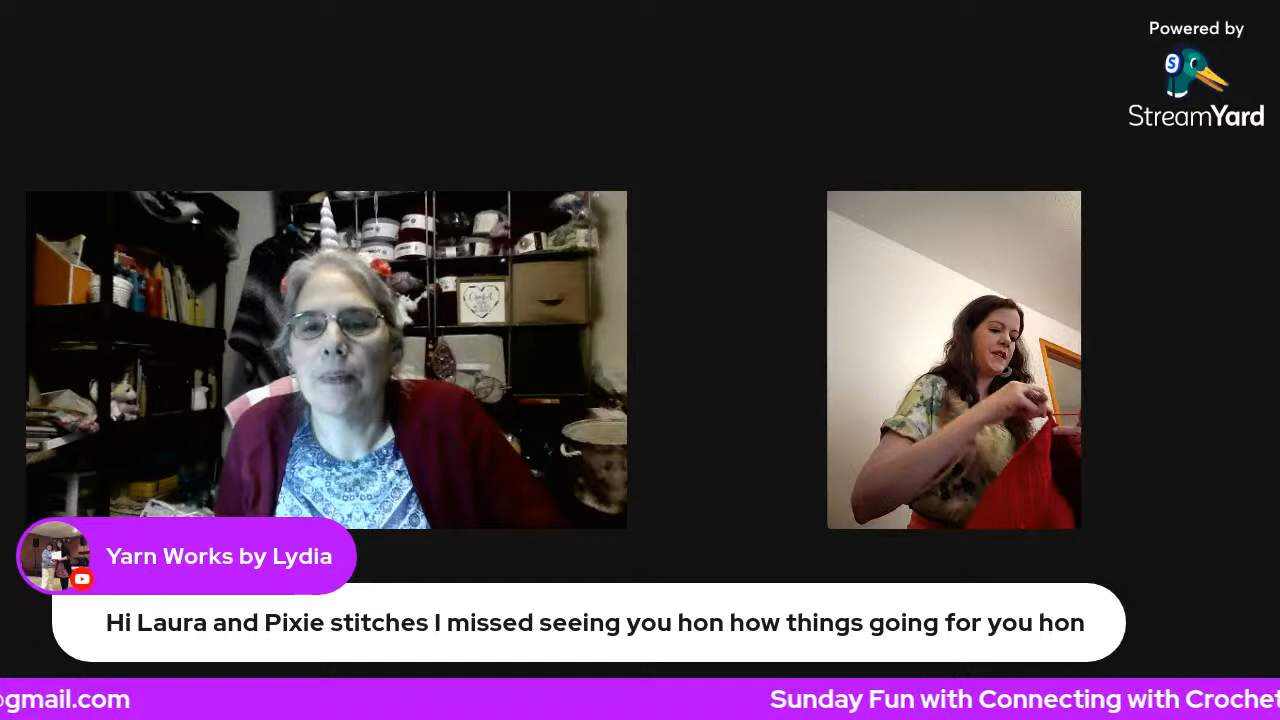 Powered by
StreamYard
Yarn Works by Lydia
Hi Laura and Pixie stitches I missed seeing you hon how things going for you hon
@gmail.com
Sunday Fun with Connecting with Crochet